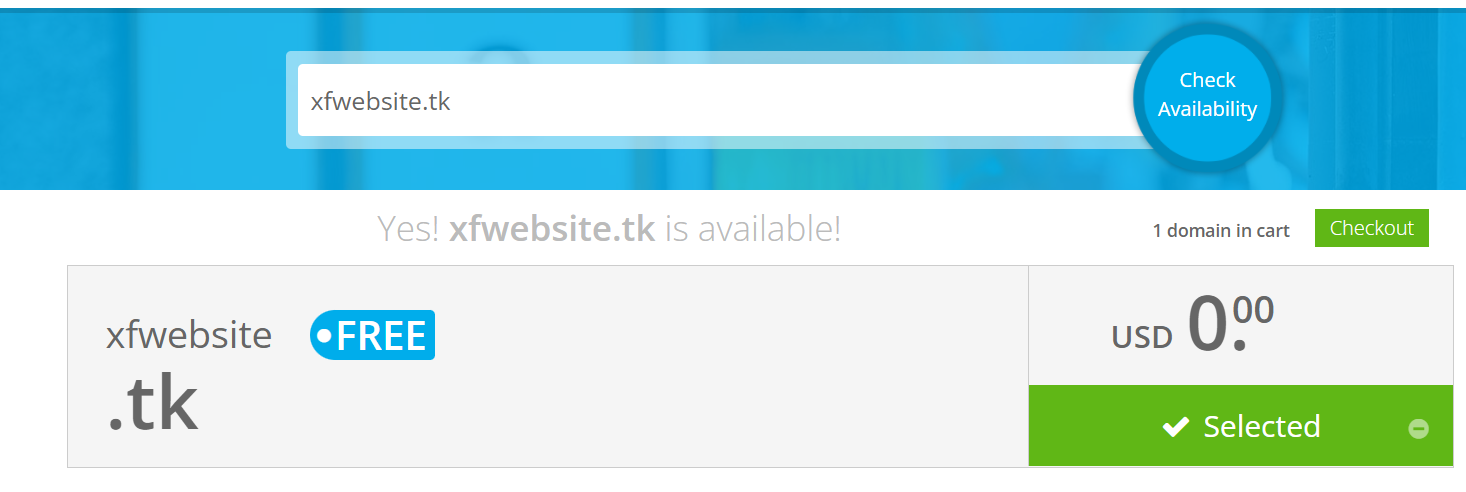 xfwebsite.tk
Check
Availability
Yes! xfwebsite.tk is available!
1 domain in cart
Checkout
xfwebsite
FREE
.tk
USD 0.00
Selected